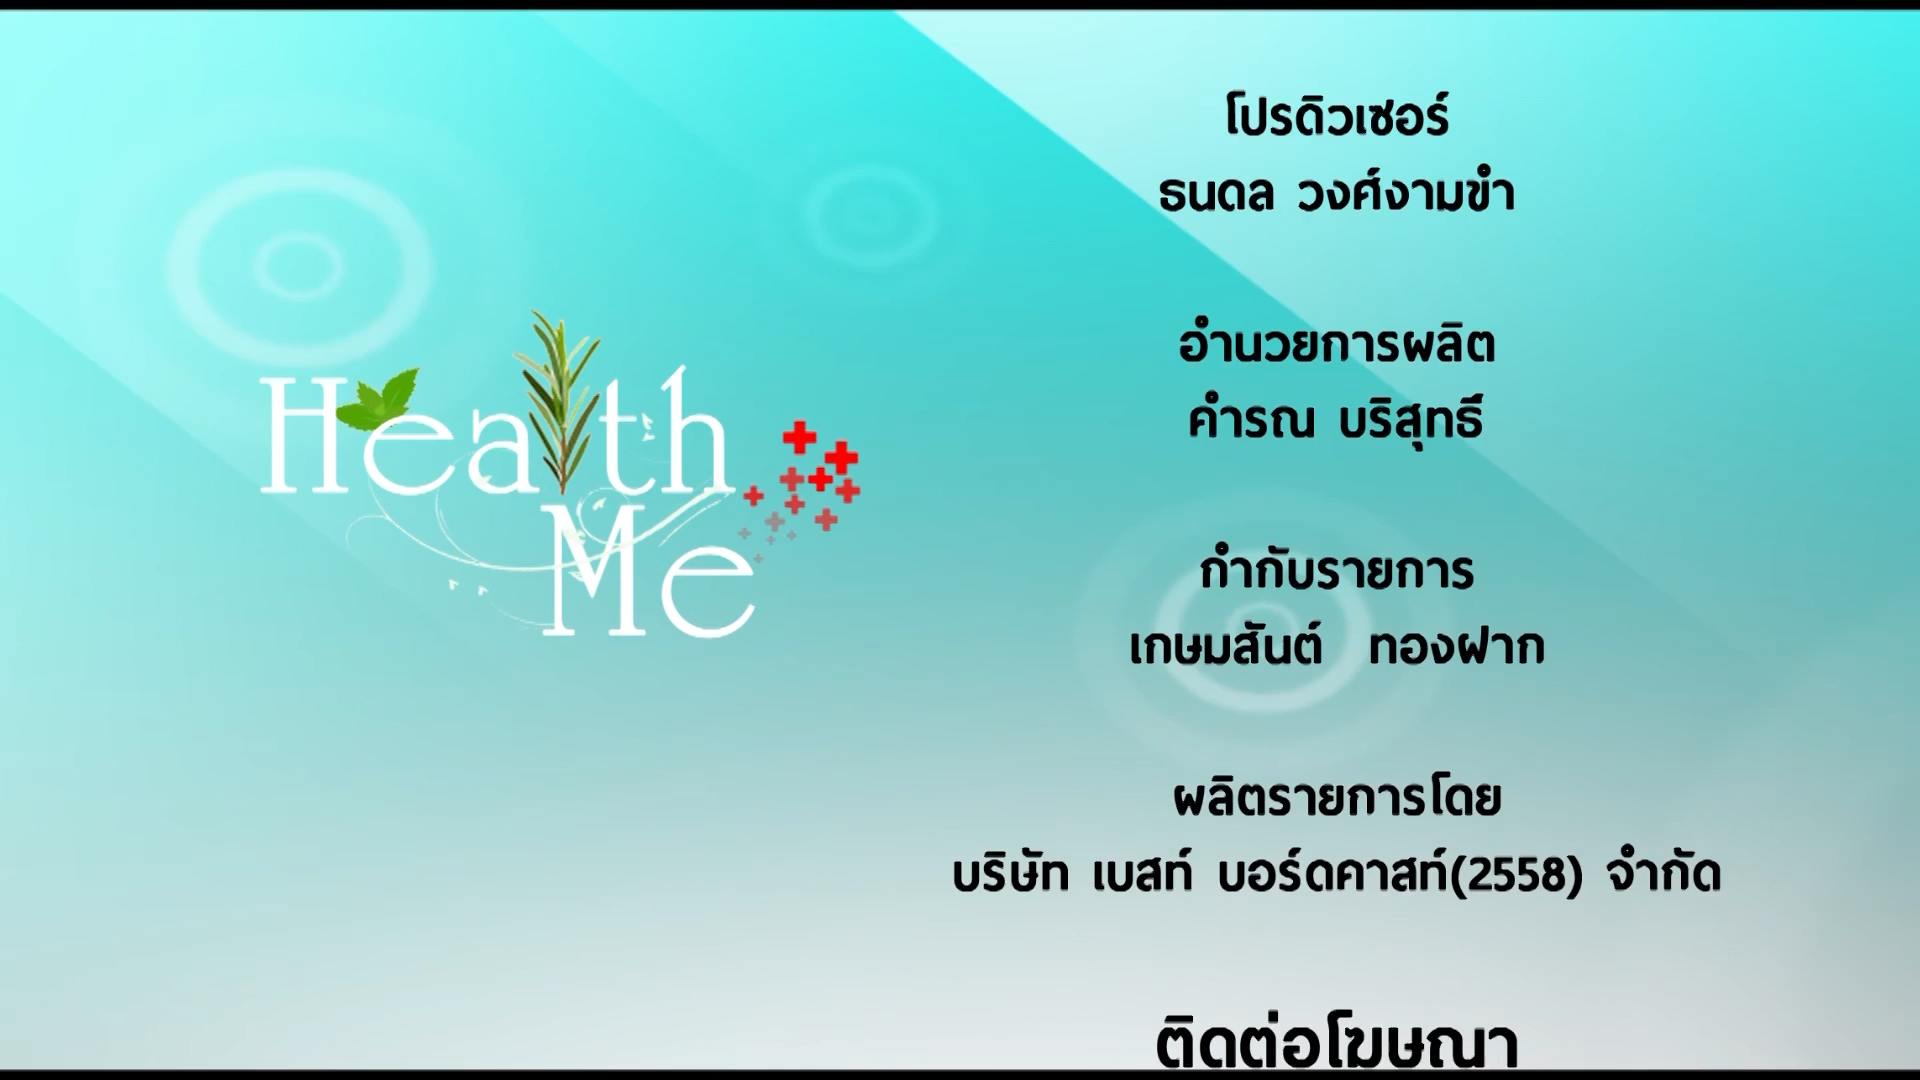 Health
Me
โปรดิวเซอร์
ธนดล วงศ์งามขำ
อำนวยการผลิต
คำรณ บริสุทธิ์
กำกับรายการ
เกษมสันต์ ทองฝาก
ผลิตรายการโดย
บริษัท เบสท์ บอร์ดคาสท์(2558) จำกัด
ติดต่อโฆษณา